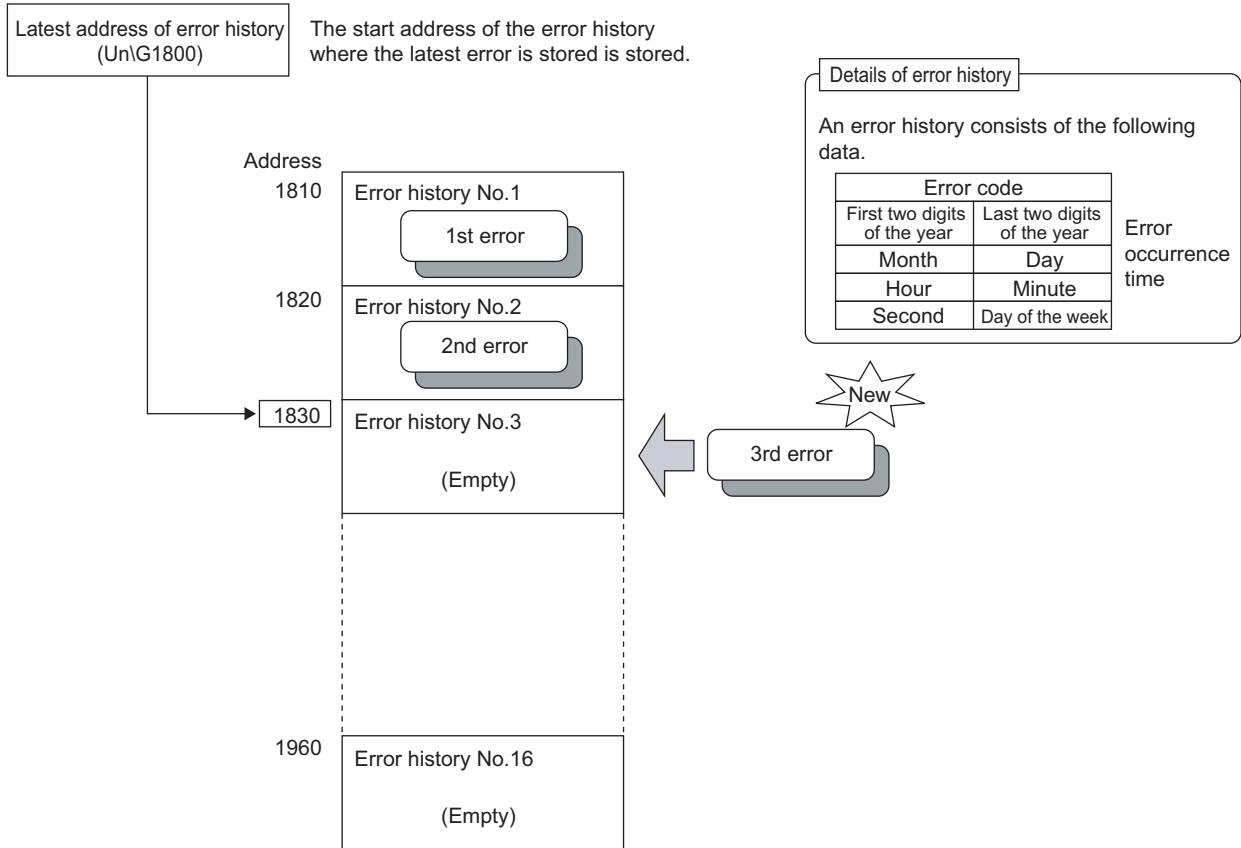 Latest address of error history
(Un\G1800)
The start address of the error history
where the latest error is stored is stored.
Details of error history
An error history consists of the following
data.
Error code
First two digits
of the year
Last two digits
of the year
Month
Day
Hour
Minute
Second
Day of the week
Error
occurrence
time
Address
1810
Error history No.1
1st error
1820
Error history No.2
2nd error
1830
Error history No.3
(Empty)
New
3rd error
1960
Error history No.16
(Empty)